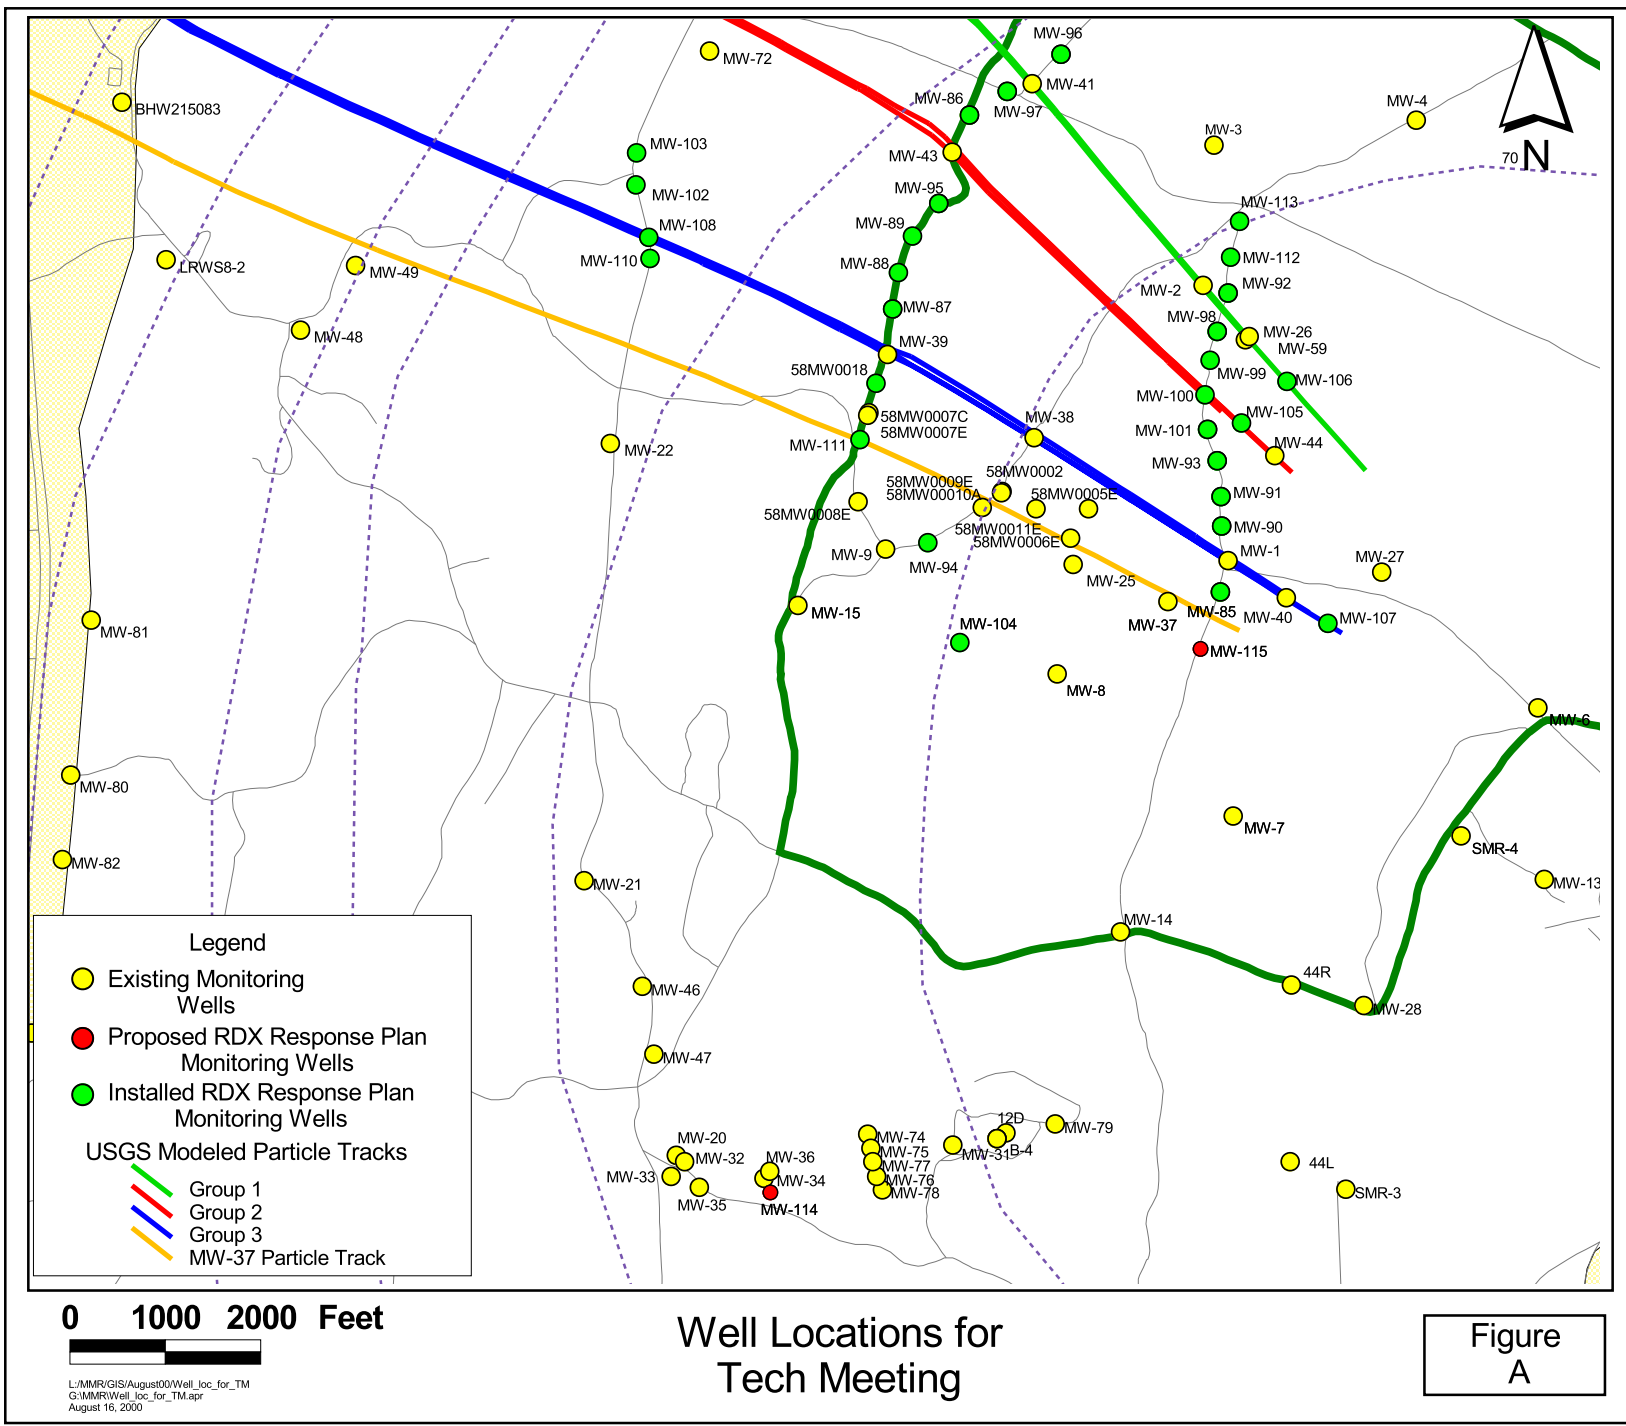 MW-96
MW-72
MW-41
MW-86
MW-97
MW-4
BHW215083
MW-3
MW-103
MW-43
70
N
MW-102
MW-95
MW-113
MW-108
MW-89
MW-112
MW-110
MW-88
LRWS8-2
MW-49
MW-2
MW-92
MW-87
MW-98
MW-26
MW-48
MW-39
MW-59
58MW0018
MW-99
MW-106
MW-100
58MW0007C
MW-105
MW-38
58MW0007E
MW-101
MW-111
MW-44
MW-22
MW-93
58MW0002
58MW0009E
58MW00010A
58MW0005E
MW-91
58MW0008E
MW-90
58MW0011E
58MW0006E
MW-9
MW-94
MW-1
MW-27
MW-25
MW-15
MW-85
MW-40
MW-107
MW-37
MW-104
MW-81
MW-115
MW-8
MW-6
MW-80
MW-7
SMR-4
MW-82
MW-21
MW-13
MW-14
44R
MW-46
MW-28
MW-47
12D
MW-79
MW-20
MW-74
MW-32
MW-75
MW-31
B-4
MW-36
MW-77
44L
MW-33
MW-34
MW-76
MW-35
MW-78
SMR-3
MW-114
Legend
Existing Monitoring
Wells
Proposed RDX Response Plan
Monitoring Wells
Installed RDX Response Plan
Monitoring Wells
USGS Modeled Particle Tracks
Group 1
Group 2
Group 3
MW-37 Particle Track
0 1000 2000 Feet
L:/MMR/GIS/August00/Well_loc_for_TM
G:\MMR\Well_loc_for_TM.apr
August 16, 2000
Well Locations for
Tech Meeting
Figure
A